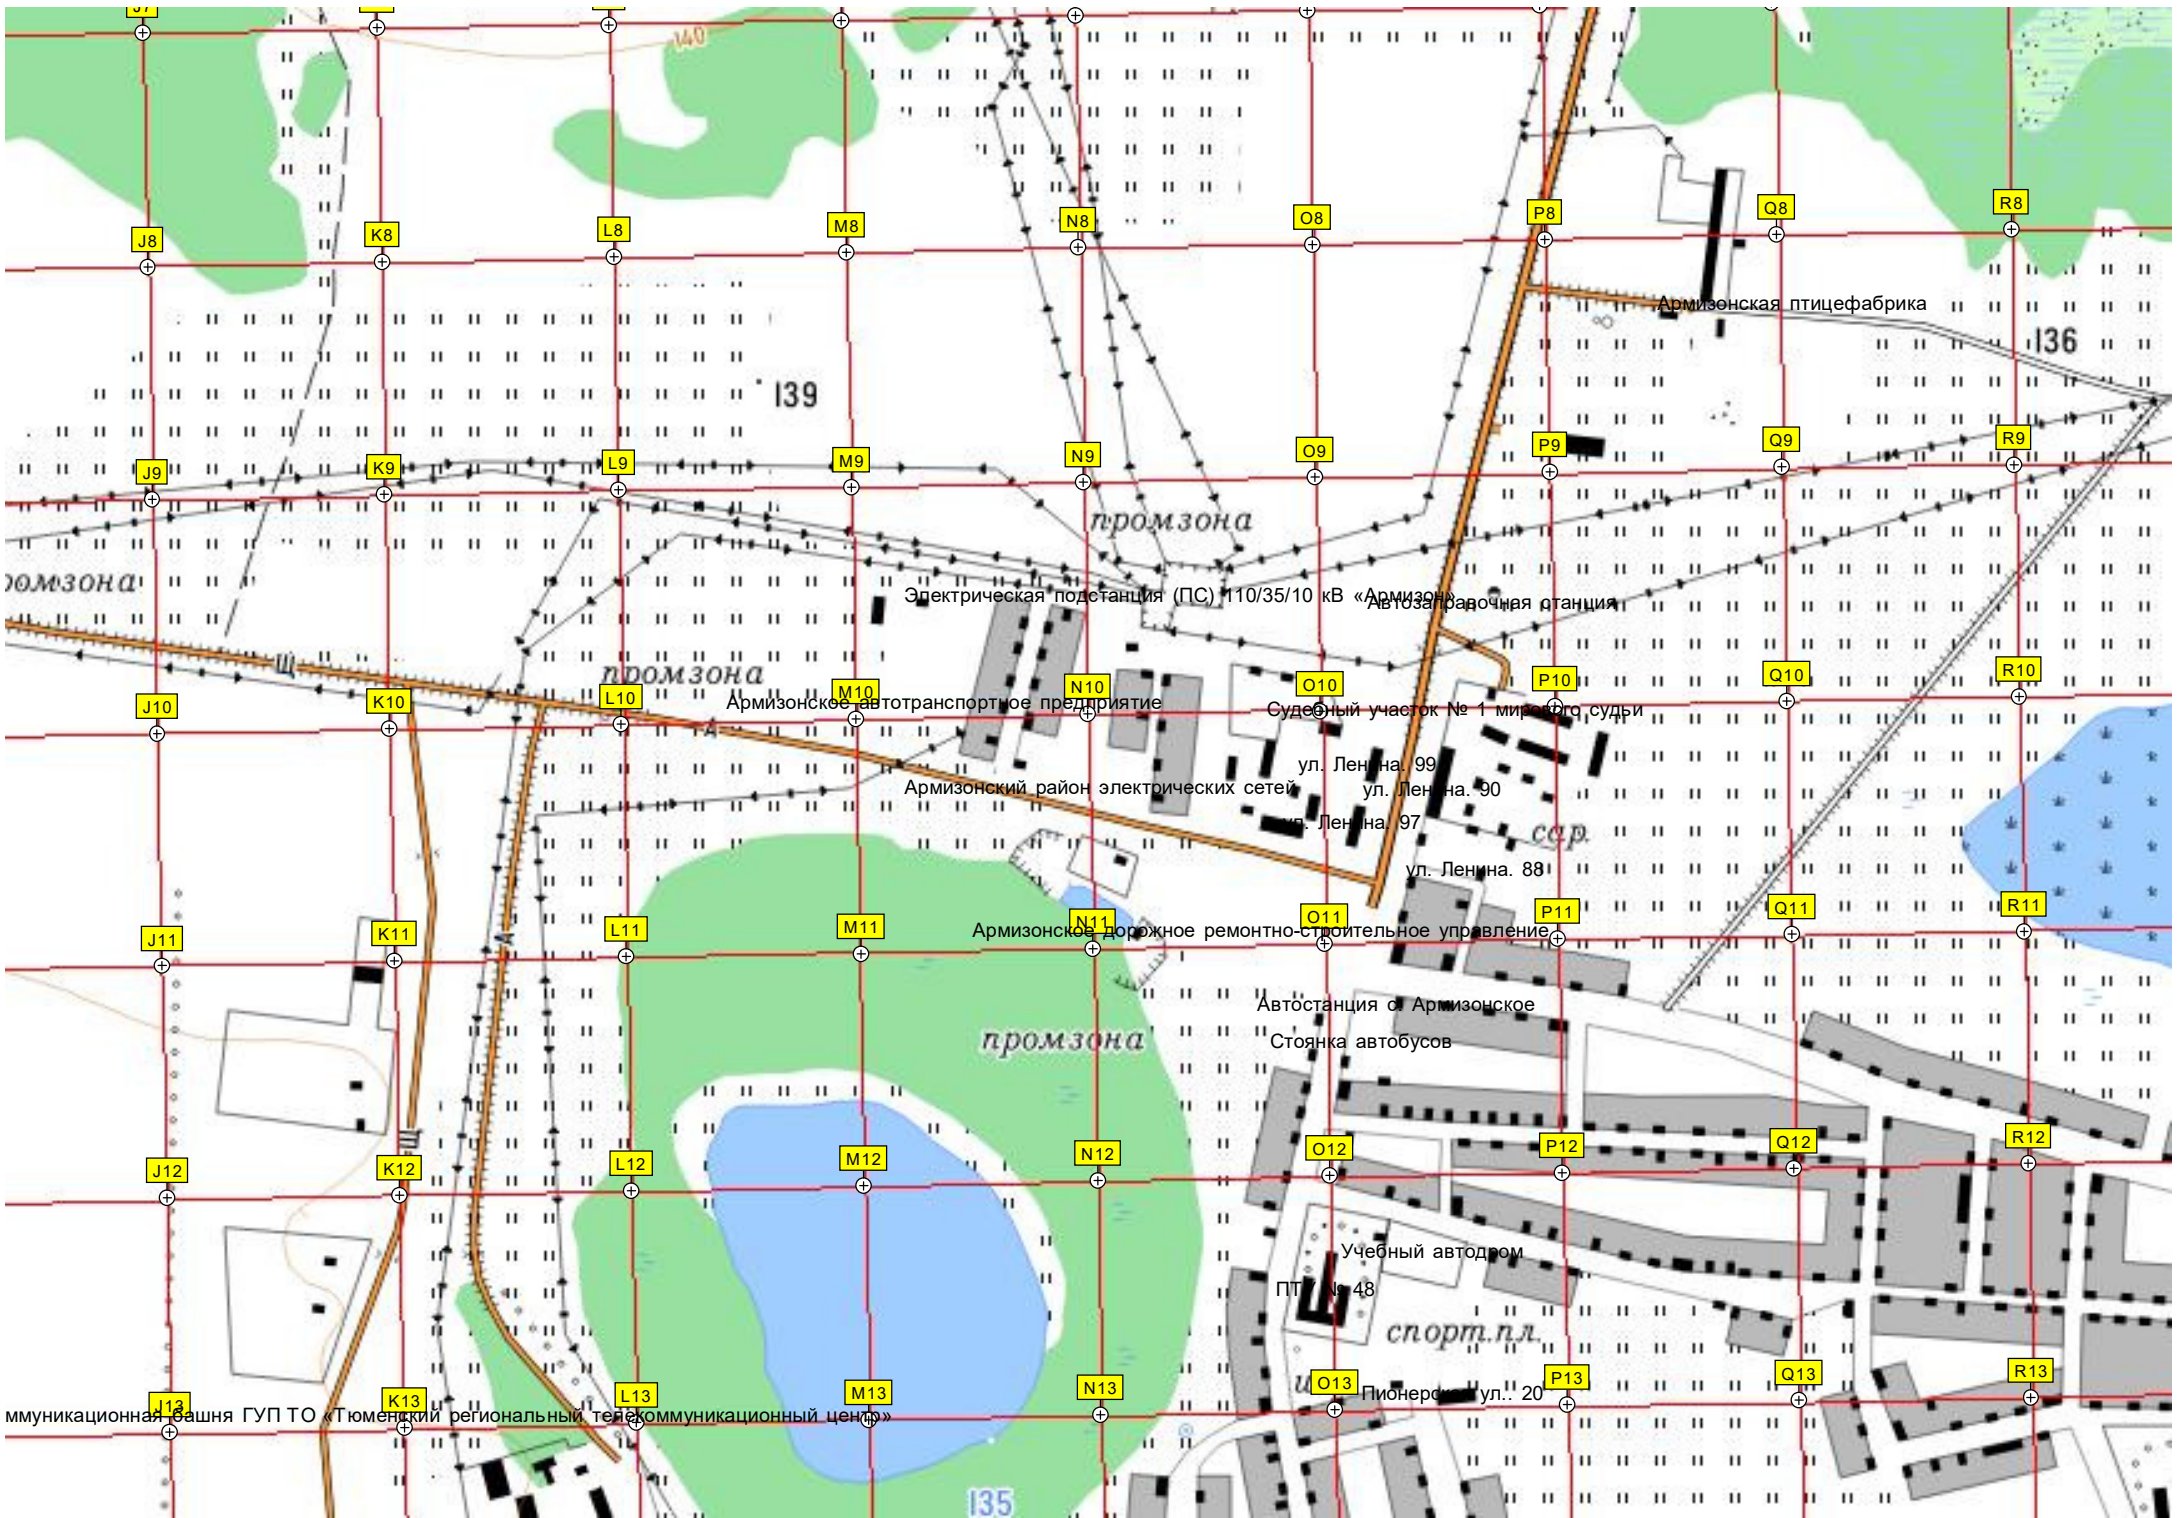 J7
140
J8
K8
L8
M8
N8
O8
P8
Q8
R8
Армизонская птицефабрика
136
139
J9
K9
L9
M9
N9
O9
P9
Q9
R9
промзона
ромзона
Электрическая подстанция (ПС) 110/35/10 кВ «Армизон»
Автозаправочная станция
Щ
промзона
J10
K10
L10
M10
N10
O10
P10
Q10
R10
Армизонское автотранспортное предприятие
Судебный участок № 1 мирового судьи
А
ул. Ленина. 99
Армизонский район электрических сетей
ул. Ленина. 90
ул. Ленина. 97
сар.
ул. Ленина. 88
J11
K11
L11
M11
N11
O11
P11
Q11
R11
Армизонское дорожное ремонтно-строительное управление
А
Автостанция с. Армизонское
промзона
Стоянка автобусов
Щ
J12
K12
L12
M12
N12
O12
P12
Q12
R12
Учебный автодром
ПТУ № 48
спорт.пл.
J13
K13
L13
M13
N13
O13
P13
Q13
R13
Пионерская ул.. 20
ммуникационная башня ГУП ТО «Тюменский региональный телекоммуникационный центр»
135